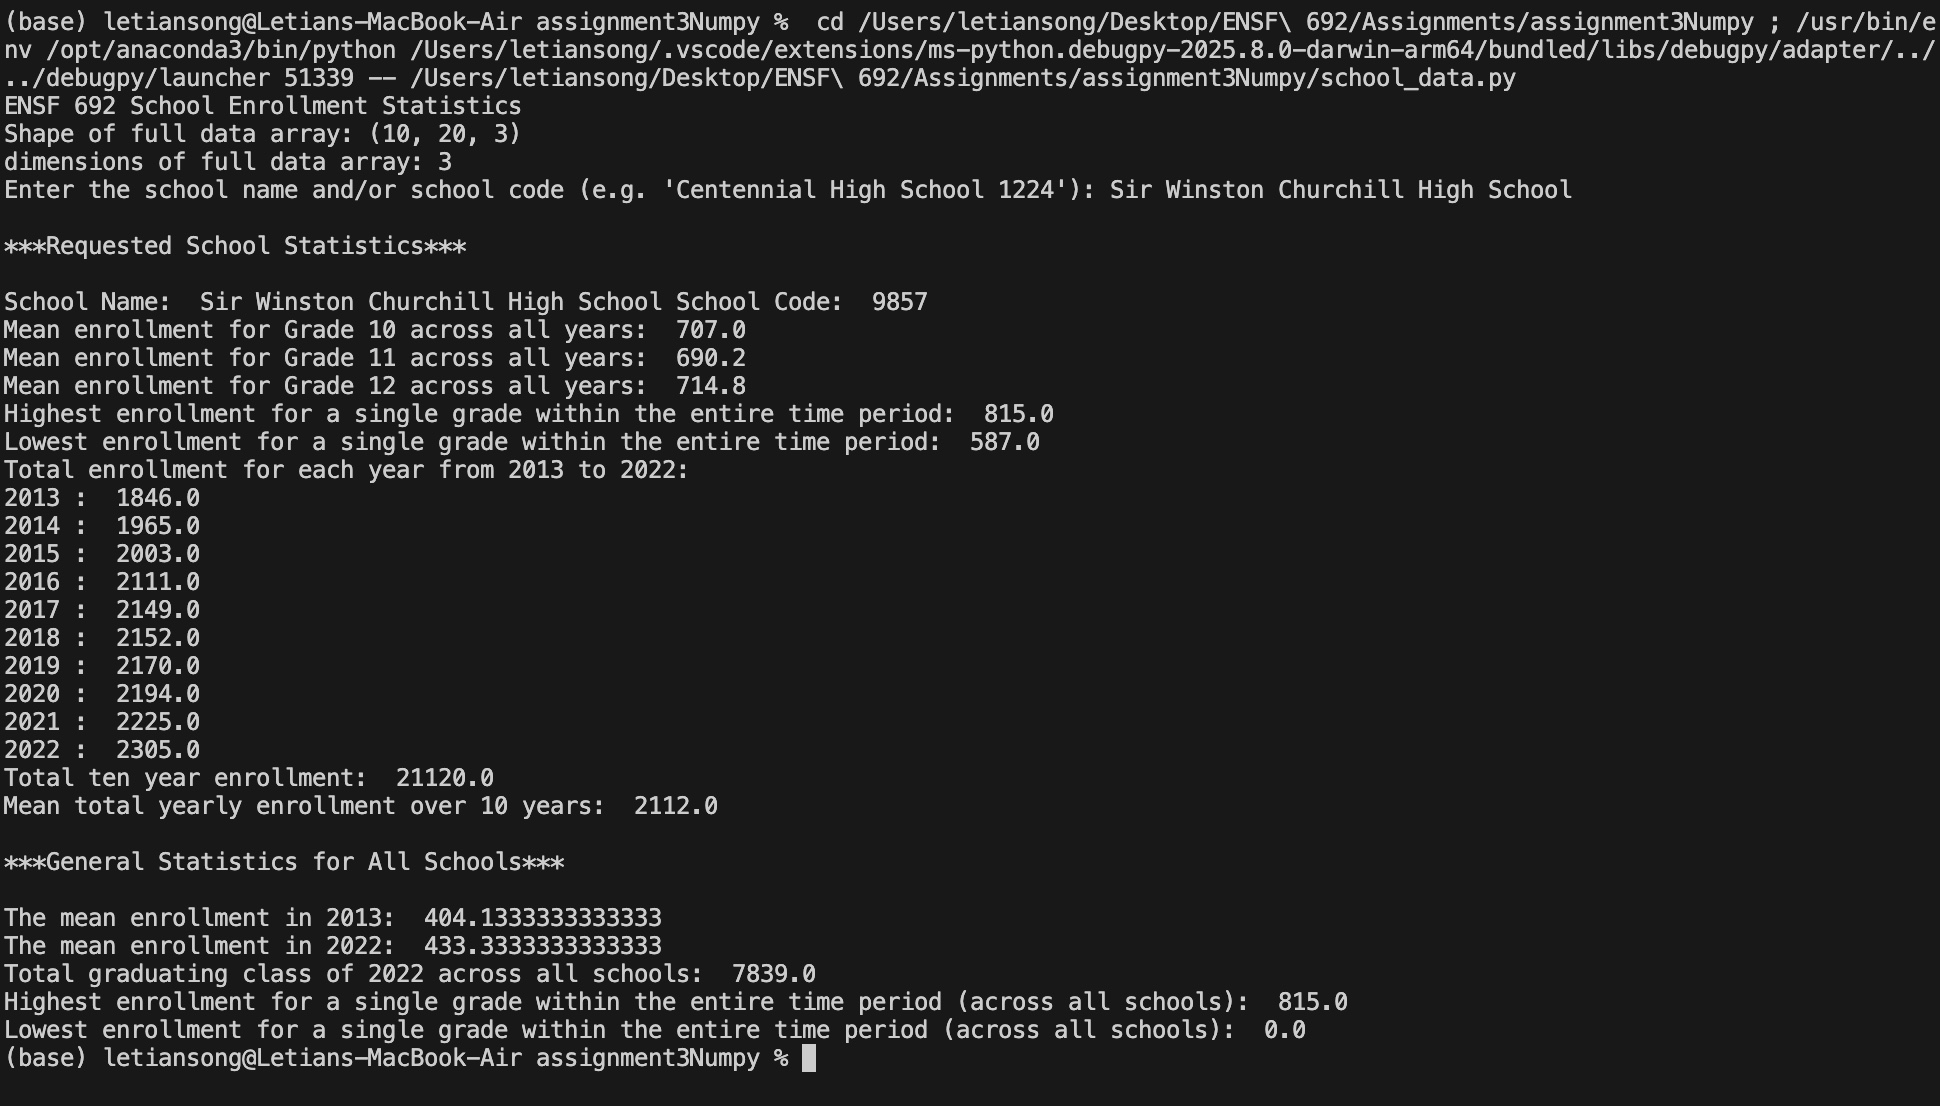 (base) letiansong@Letians-MacBook-Air assignment3Numpy %  cd /Users/letiansong/Desktop/ENSF\ 692/Assignments/assignment3Numpy ; /usr/bin/e
nv /opt/anaconda3/bin/python /Users/letiansong/.vscode/extensions/ms-python.debugpy-2025.8.0-darwin-arm64/bundled/libs/debugpy/adapter/../
../debugpy/launcher 51339 -- /Users/letiansong/Desktop/ENSF\ 692/Assignments/assignment3Numpy/school_data.py
ENSF 692 School Enrollment Statistics
Shape of full data array: (10, 20, 3)
dimensions of full data array: 3
Enter the school name and/or school code (e.g. 'Centennial High School 1224'): Sir Winston Churchill High School

***Requested School Statistics***

School Name:  Sir Winston Churchill High School School Code:  9857
Mean enrollment for Grade 10 across all years:  707.0
Mean enrollment for Grade 11 across all years:  690.2
Mean enrollment for Grade 12 across all years:  714.8
Highest enrollment for a single grade within the entire time period:  815.0
Lowest enrollment for a single grade within the entire time period:  587.0
Total enrollment for each year from 2013 to 2022:
2013 :  1846.0
2014 :  1965.0
2015 :  2003.0
2016 :  2111.0
2017 :  2149.0
2018 :  2152.0
2019 :  2170.0
2020 :  2194.0
2021 :  2225.0
2022 :  2305.0
Total ten year enrollment:  21120.0
Mean total yearly enrollment over 10 years:  2112.0

***General Statistics for All Schools***

The mean enrollment in 2013:  404.1333333333333
The mean enrollment in 2022:  433.3333333333333
Total graduating class of 2022 across all schools:  7839.0
Highest enrollment for a single grade within the entire time period (across all schools):  815.0
Lowest enrollment for a single grade within the entire time period (across all schools):  0.0
(base) letiansong@Letians-MacBook-Air assignment3Numpy %